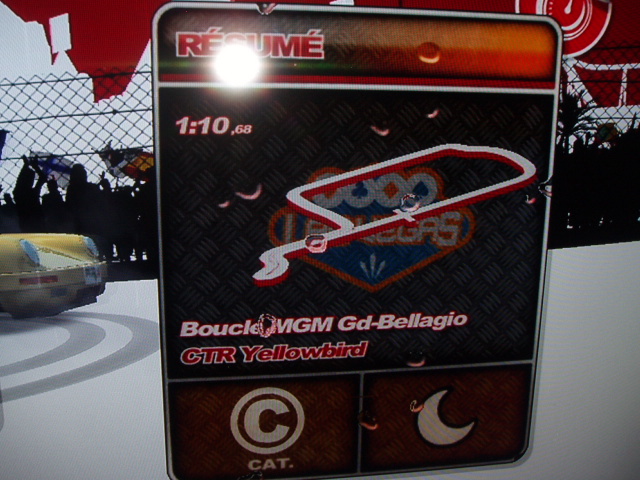 RÉSUMÉ
1:10,68
LAS VEGAS
Boucle MGM Gd-Bellagio
CTR Yellowbird
C
CAT.